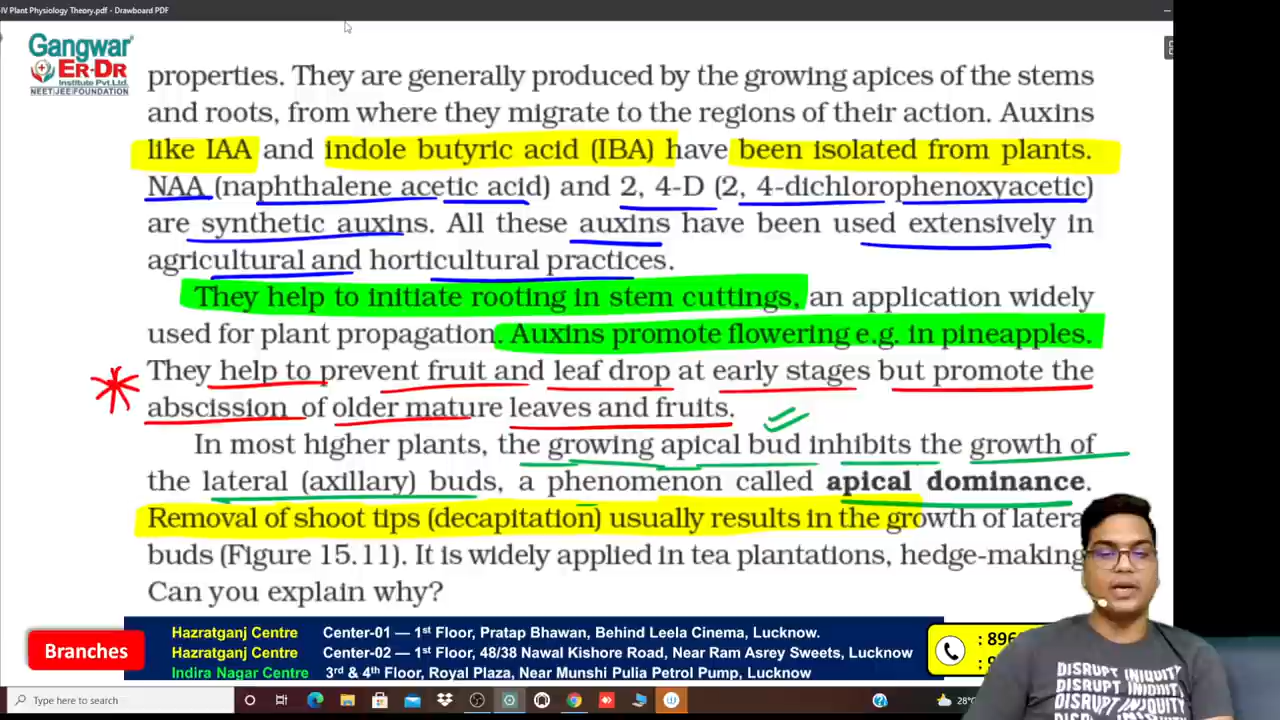 -IV Plant Physiology Theory.pdf - Drawboard PDF
Gangwar
ER-DR
Institute Pvt. Ltd.
NEET|JEE|FOUNDATION
properties. They are generally produced by the growing apices of the stems
and roots, from where they migrate to the regions of their action. Auxins
like IAA and indole butyric acid (IBA) have been isolated from plants.
NAA (naphthalene acetic acid) and 2, 4-D (2, 4-dichlorophenoxyacetic)
are synthetic auxins. All these auxins have been used extensively in
agricultural and horticultural practices.
They help to initiate rooting in stem cuttings, an application widely
used for plant propagation. Auxins promote flowering e.g. in pineapples.
They help to prevent fruit and leaf drop at early stages but promote the
abscission of older mature leaves and fruits.
In most higher plants, the growing apical bud inhibits the growth of
the lateral (axillary) buds, a phenomenon called apical dominance.
Removal of shoot tips (decapitation) usually results in the growth of latera
buds (Figure 15.11). It is widely applied in tea plantations, hedge-making
Can you explain why?
Branches
Hazratganj Centre Center-01 — 1st Floor, Pratap Bhawan, Behind Leela Cinema, Lucknow.
Hazratganj Centre Center-02 — 1st Floor, 48/38 Nawal Kishore Road, Near Ram Asrey Sweets, Lucknow
Indira Nagar Centre 3rd & 4th Floor, Royal Plaza, Near Munshi Pulia Petrol Pump, Lucknow
: 896
: 9
DISRUPT INIQUITY
DISRUPT INIQUITY
DISRUPT INIQUITY
DISRUPT INIQUITY
Type here to search
28°